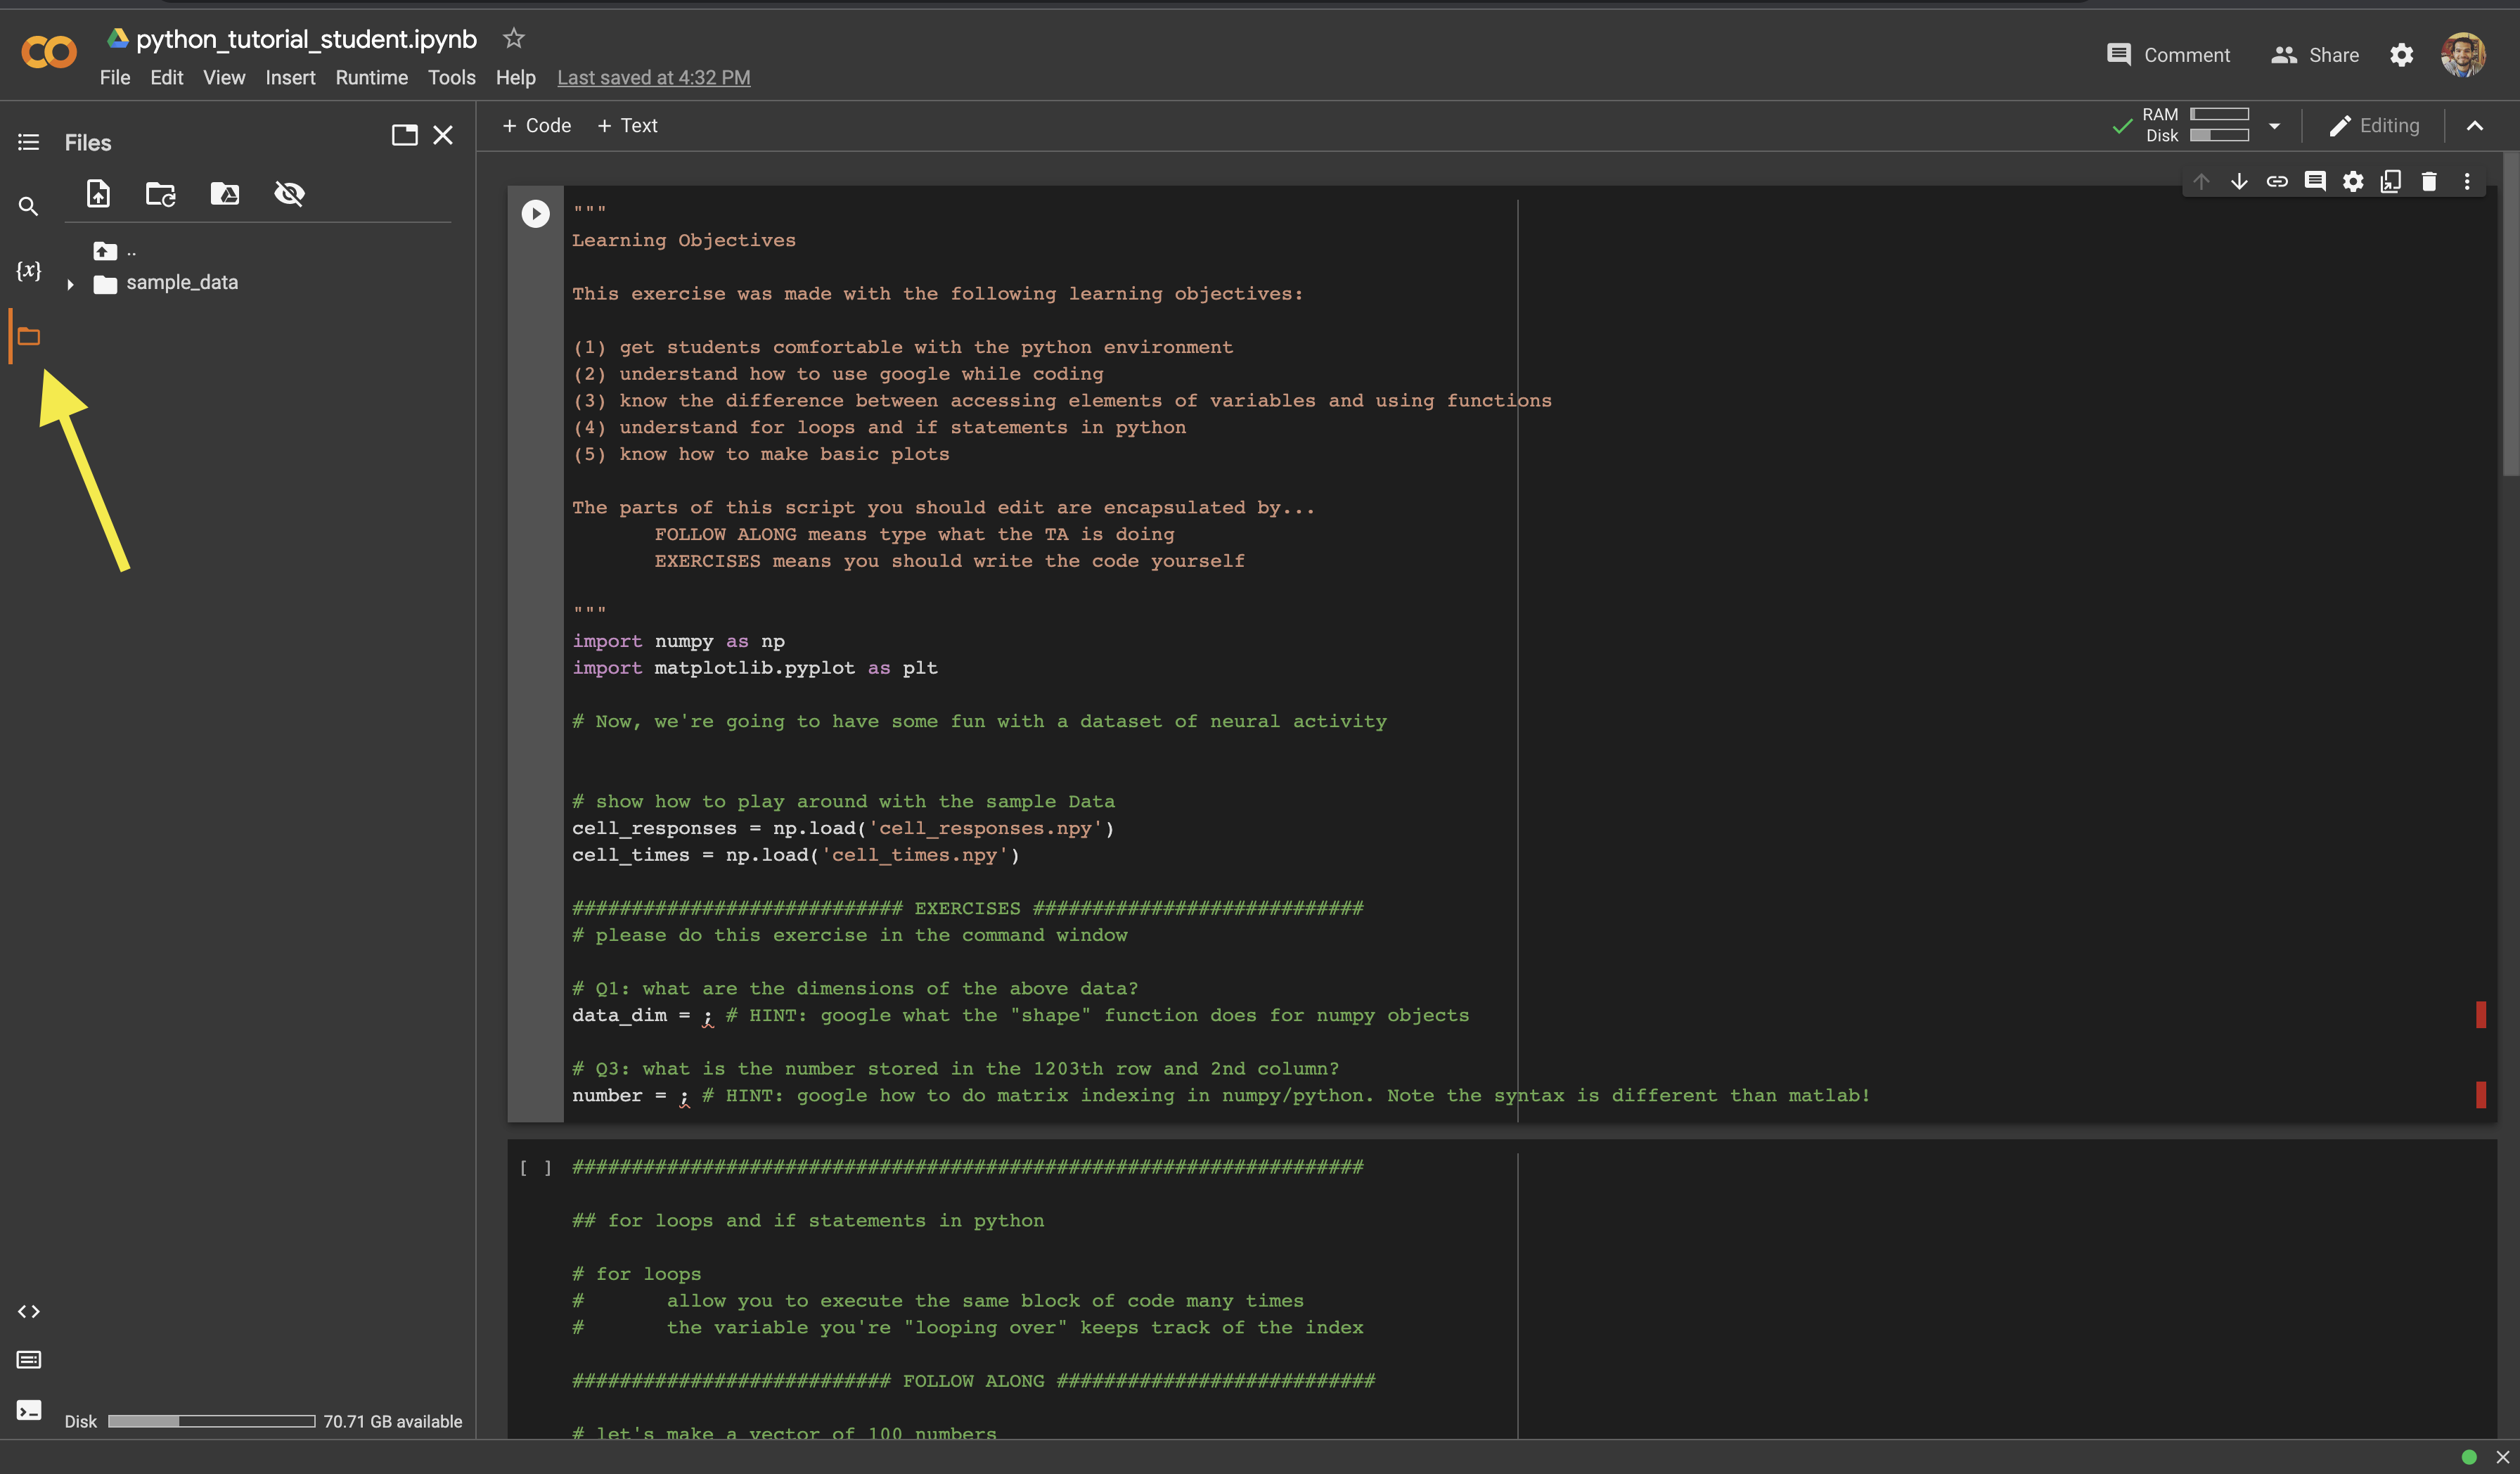 python_tutorial_student.ipynb
File Edit View Insert Runtime Tools Help Last saved at 4:32 PM
Comment Share
+ Code + Text
RAM
Disk
Editing
Files
{x}
..
sample_data
"""
Learning Objectives
This exercise was made with the following learning objectives:
(1) get students comfortable with the python environment
(2) understand how to use google while coding
(3) know the difference between accessing elements of variables and using functions
(4) understand for loops and if statements in python
(5) know how to make basic plots
The parts of this script you should edit are encapsulated by...
FOLLOW ALONG means type what the TA is doing
EXERCISES means you should write the code yourself
"""
import numpy as np
import matplotlib.pyplot as plt
# Now, we're going to have some fun with a dataset of neural activity
# show how to play around with the sample Data
cell_responses = np.load('cell_responses.npy')
cell_times = np.load('cell_times.npy')
############################ EXERCISES ############################
# please do this exercise in the command window
# Q1: what are the dimensions of the above data?
data_dim = ; # HINT: google what the "shape" function does for numpy objects
# Q3: what is the number stored in the 1203th row and 2nd column?
number = ; # HINT: google how to do matrix indexing in numpy/python. Note the syntax is different than matlab!
[ ] ###################################################################
## for loops and if statements in python
# for loops
# allow you to execute the same block of code many times
# the variable you're "looping over" keeps track of the index
########################### FOLLOW ALONG ###########################
# let's make a vector of 100 numbers
Disk 70.71 GB available